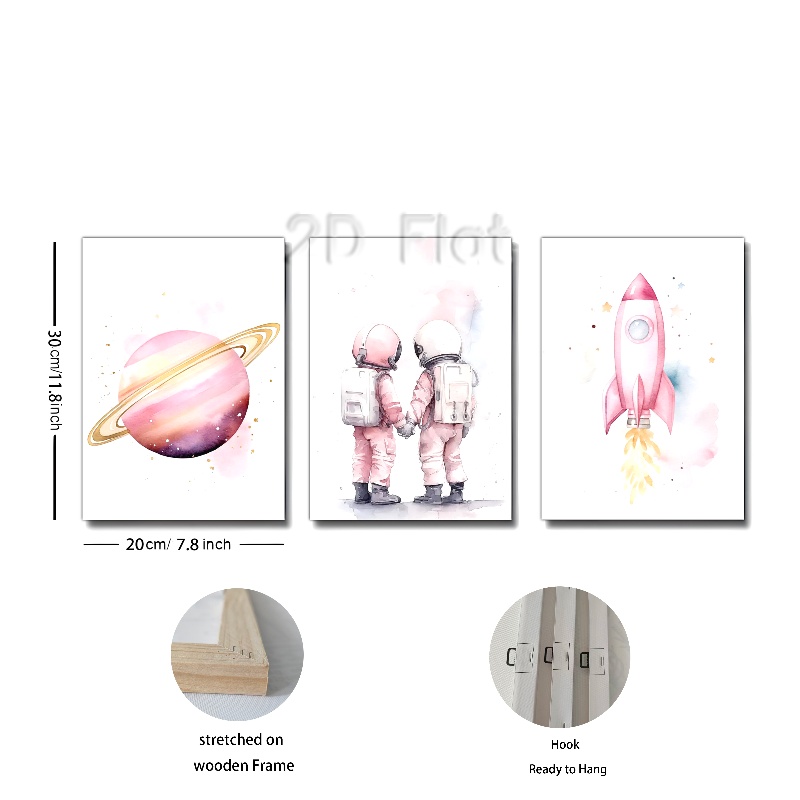 2D Flat
30cm/11.8inch
20cm/ 7.8 inch
stretched on
wooden Frame
Hook
Ready to Hang